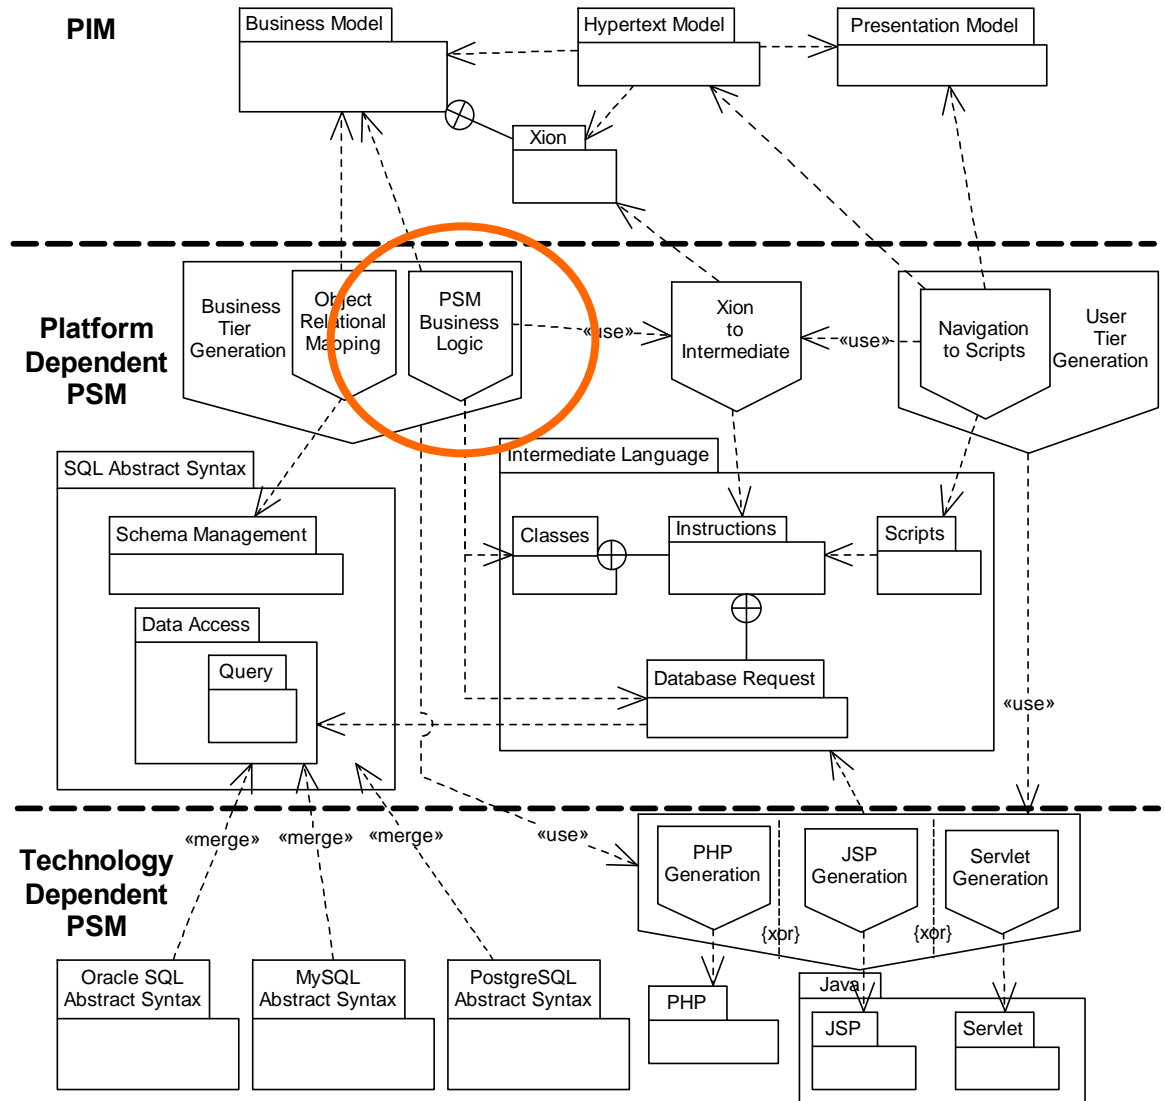 PIM
Business Model
Hypertext Model
Presentation Model
Xion
Platform
Dependent
PSM
Business
Tier
Generation
Object
Relational
Mapping
PSM
Business
Logic
«use»
Xion
to
Intermediate
«use»
Navigation
to Scripts
User
Tier
Generation
SQL Abstract Syntax
Schema Management
Data Access
Query
Intermediate Language
Classes
Instructions
Scripts
Database Request
«use»
Technology
Dependent
PSM
«merge»
«merge»
«merge»
«use»
PHP
Generation
{xor}
JSP
Generation
{xor}
Servlet
Generation
Oracle SQL
Abstract Syntax
MySQL
Abstract Syntax
PostgreSQL
Abstract Syntax
PHP
Java
JSP
Servlet